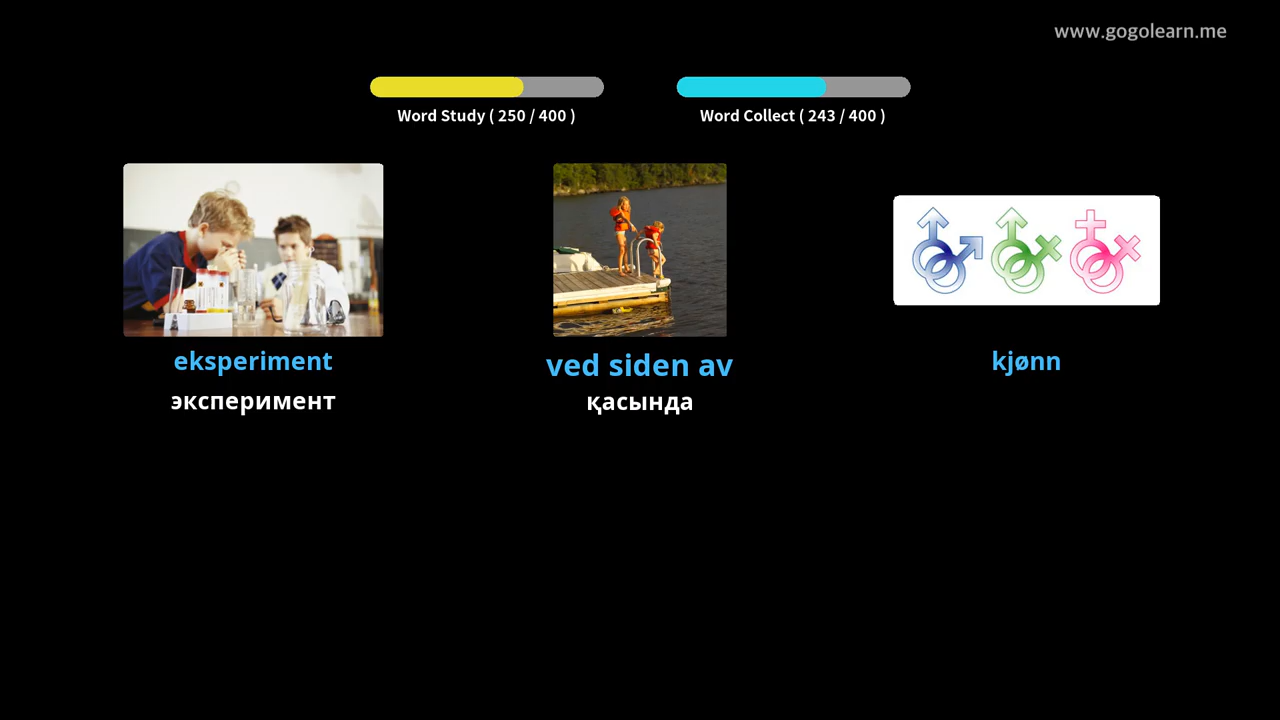 www.gogolearn.me
Word Study ( 250 / 400 )
Word Collect ( 243 / 400 )
eksperiment
ved siden av
kjønn
эксперимент
қасында